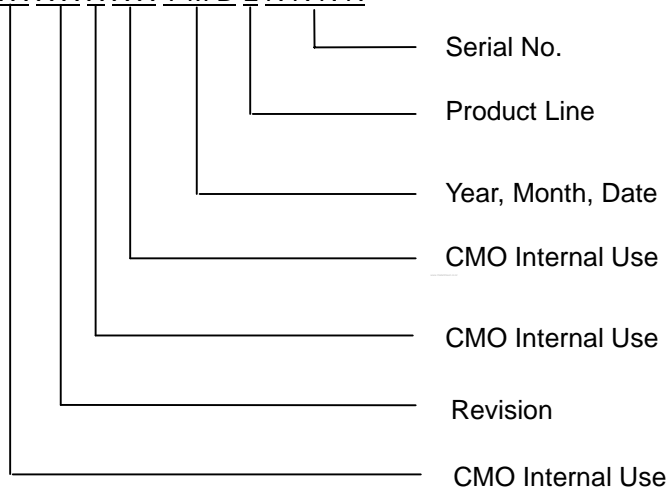 Serial No.
Product Line
Year, Month, Date
CMO Internal Use
CMO Internal Use
Revision
CMO Internal Use